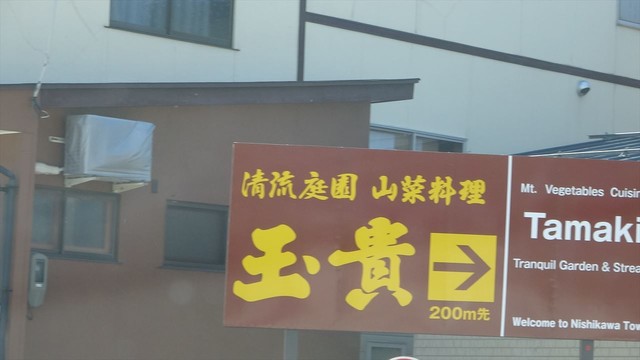 清流庭園 山菜料理
玉貴
200m先
Mt. Vegetables Cuisin
Tamaki
Tranquil Garden & Strea
Welcome to Nishikawa Tow